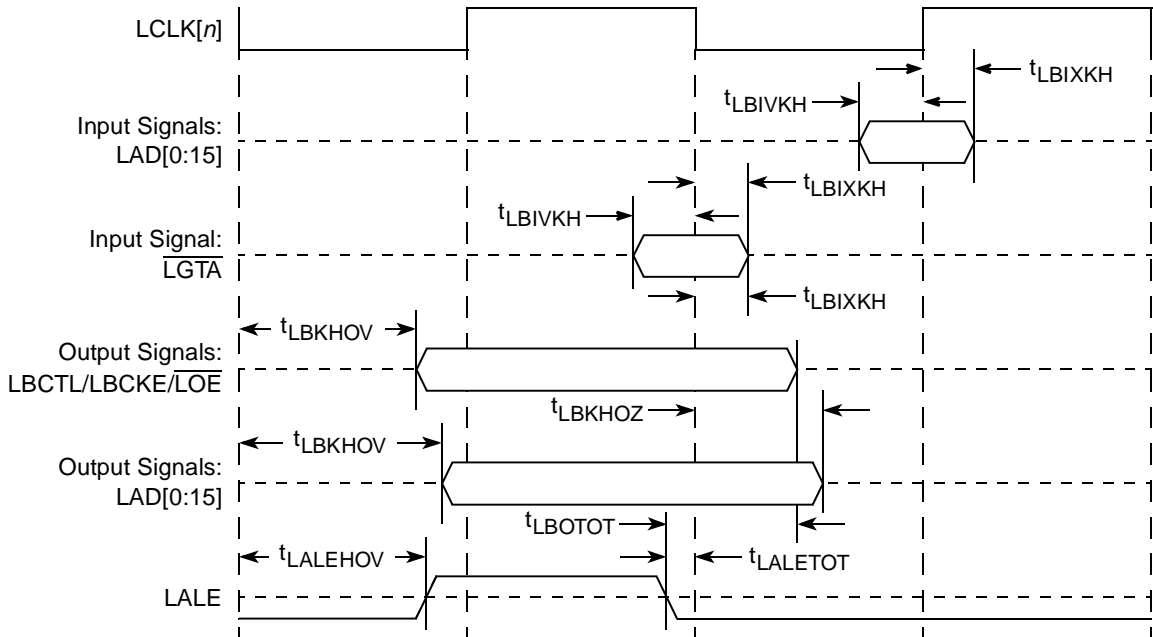 LCLK[n]
tLBIXKH
tLBIVKH
Input Signals:
LAD[0:15]
tLBIXKH
tLBIVKH
Input Signal:
LGTA
tLBIXKH
tLBKHOV
Output Signals:
LBCTL/LBCKE/LOE
tLBKHOZ
tLBKHOV
Output Signals:
LAD[0:15]
tLBOTOT
tLALEHOV
tLALETOT
LALE